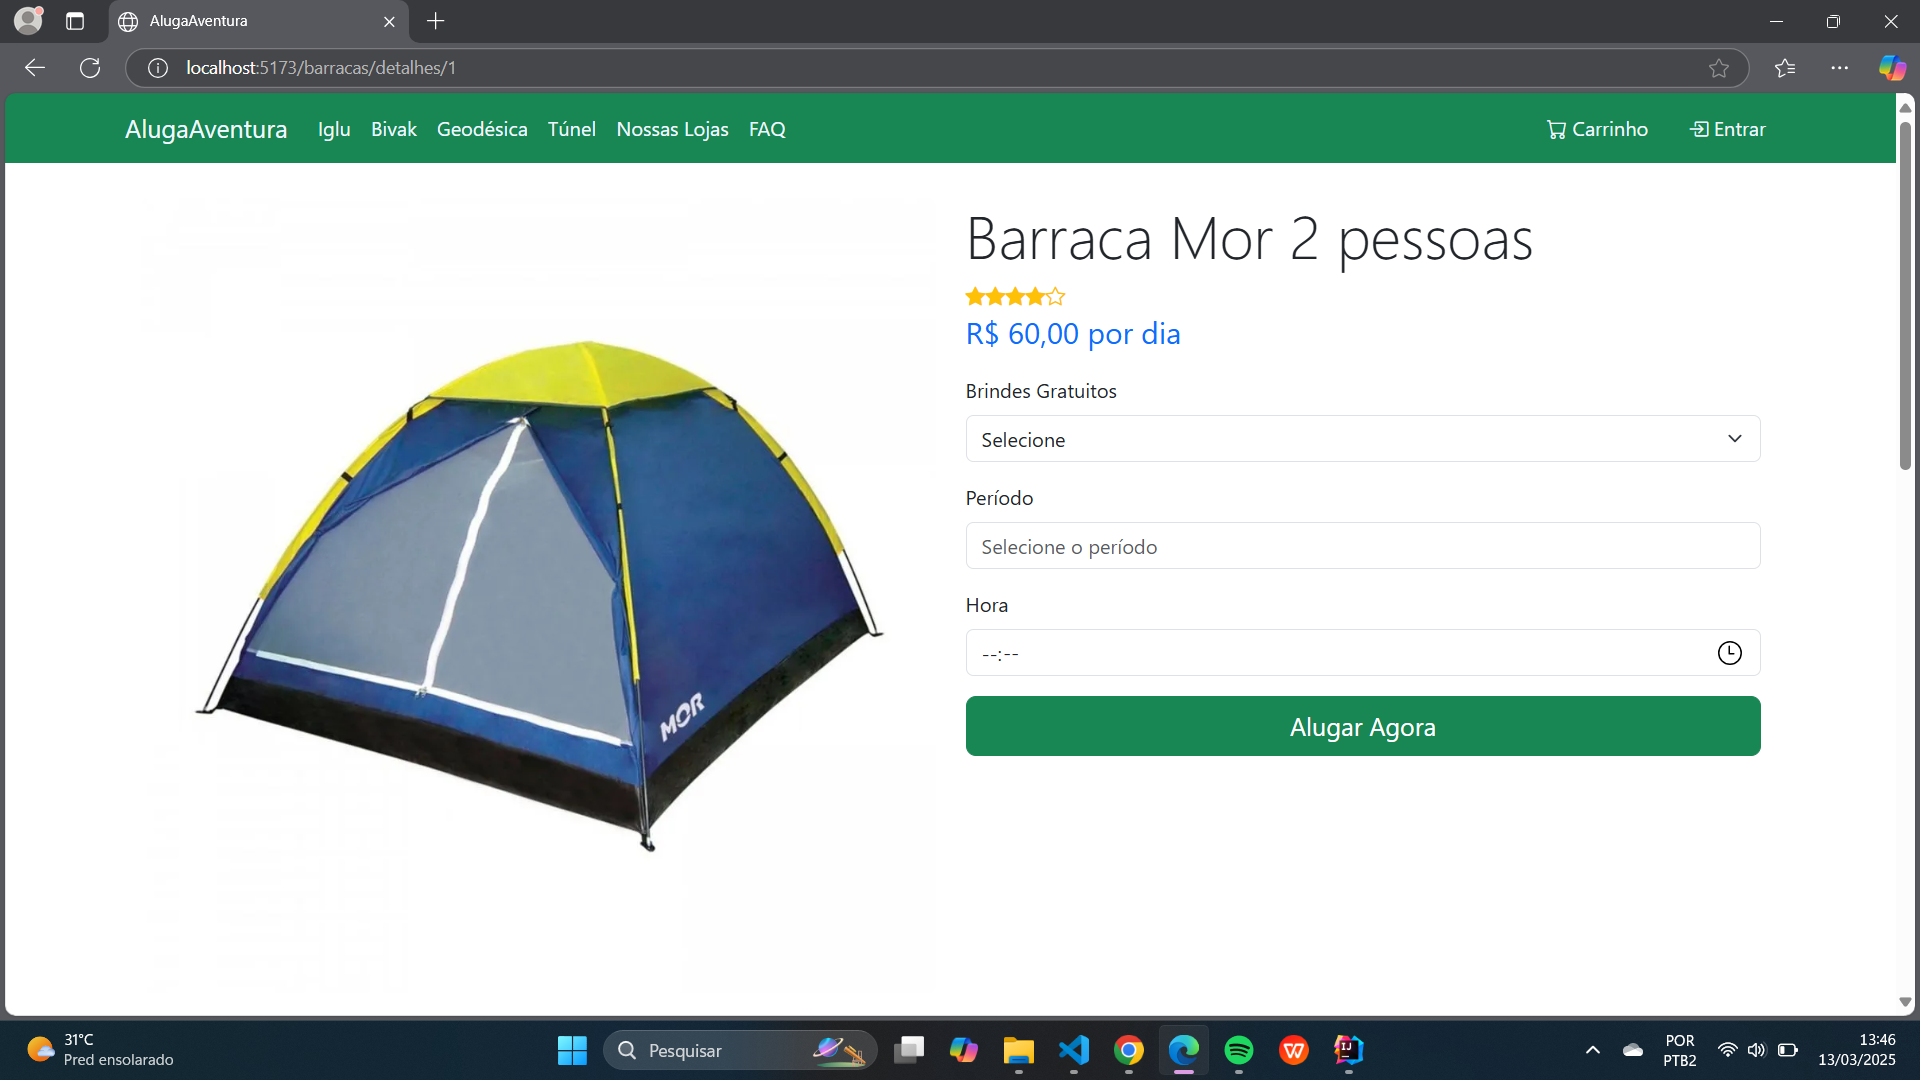 AlugaAventura
localhost:5173/barracas/detalhes/1
AlugaAventura Iglu Bivak Geodésica Túnel Nossas Lojas FAQ Carrinho Entrar
Barraca Mor 2 pessoas
R$ 60,00 por dia
Brindes Gratuitos
Selecione
Período
Selecione o período
Hora
--:--
Alugar Agora
MOR
31°C
Pred ensolarado
Pesquisar
POR
PTB2
13:46
13/03/2025